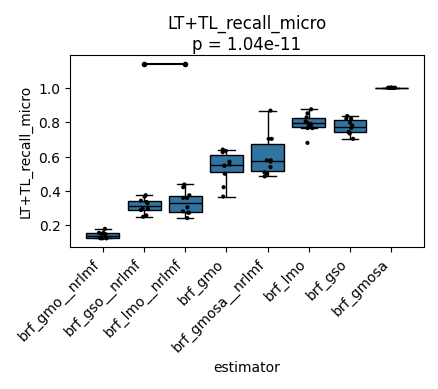 LT+TL_recall_micro
p = 1.04e-11
LT+TL_recall_micro
1.0
0.8
0.6
0.4
0.2
brf_gmo__nrlmf
brf_gso__nrlmf
brf_lmo__nrlmf
brf_gmo
brf_gmosa__nrlmf
brf_lmo
brf_gso
brf_gmosa
estimator